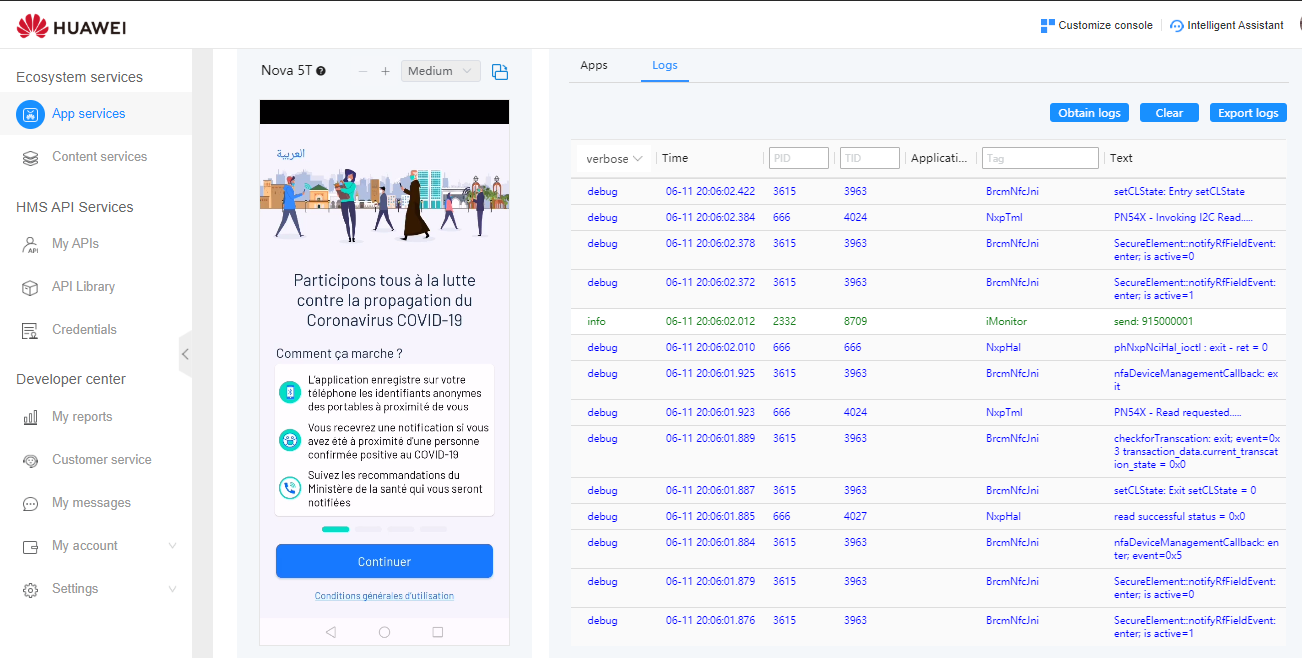 HUAWEI
Customize console
Intelligent Assistant
Ecosystem services
App services
Content services
HMS API Services
My APIs
API Library
Credentials
Developer center
My reports
Customer service
My messages
My account
Settings
Nova 5T
Medium
العربية
Participons tous à la lutte
contre la propagation du
Coronavirus COVID-19
Comment ça marche ?
L'application enregistre sur votre
téléphone les identifiants anonymes
des portables à proximité de vous
Vous recevrez une notification si vous
avez été à proximité d'une personne
confirmée positive au COVID-19
Suivez les recommandations du
Ministère de la santé qui vous seront
notifiées
Continuer
Conditions générales d'utilisation
Apps Logs
Obtain logs Clear Export logs
verbose Time PID TID Applicati... Tag Text
debug 06-11 20:06:02.422 3615 3963 BrcmNfcJni setCLState: Entry setCLState
debug 06-11 20:06:02.384 666 4024 NxpTml PN54X - Invoking I2C Read.....
debug 06-11 20:06:02.378 3615 3963 BrcmNfcJni SecureElement::notifyRfFieldEvent:
enter; is active=0
debug 06-11 20:06:02.372 3615 3963 BrcmNfcJni SecureElement::notifyRfFieldEvent:
enter; is active=1
info 06-11 20:06:02.012 2332 8709 iMonitor send: 915000001
debug 06-11 20:06:02.010 666 666 NxpHal phNxpNciHal_ioctl : exit - ret = 0
debug 06-11 20:06:01.925 3615 3963 BrcmNfcJni nfaDeviceManagementCallback: ex
it
debug 06-11 20:06:01.923 666 4024 NxpTml PN54X - Read requested.....
debug 06-11 20:06:01.889 3615 3963 BrcmNfcJni checkforTranscation: exit; event=0x
3 transaction_data.current_transcat
ion_state = 0x0
debug 06-11 20:06:01.887 3615 3963 BrcmNfcJni setCLState: Exit setCLState = 0
debug 06-11 20:06:01.885 666 4027 NxpHal read successful status = 0x0
debug 06-11 20:06:01.884 3615 3963 BrcmNfcJni nfaDeviceManagementCallback: en
ter; event=0x5
debug 06-11 20:06:01.879 3615 3963 BrcmNfcJni SecureElement::notifyRfFieldEvent:
enter; is active=0
debug 06-11 20:06:01.876 3615 3963 BrcmNfcJni SecureElement::notifyRfFieldEvent:
enter; is active=1